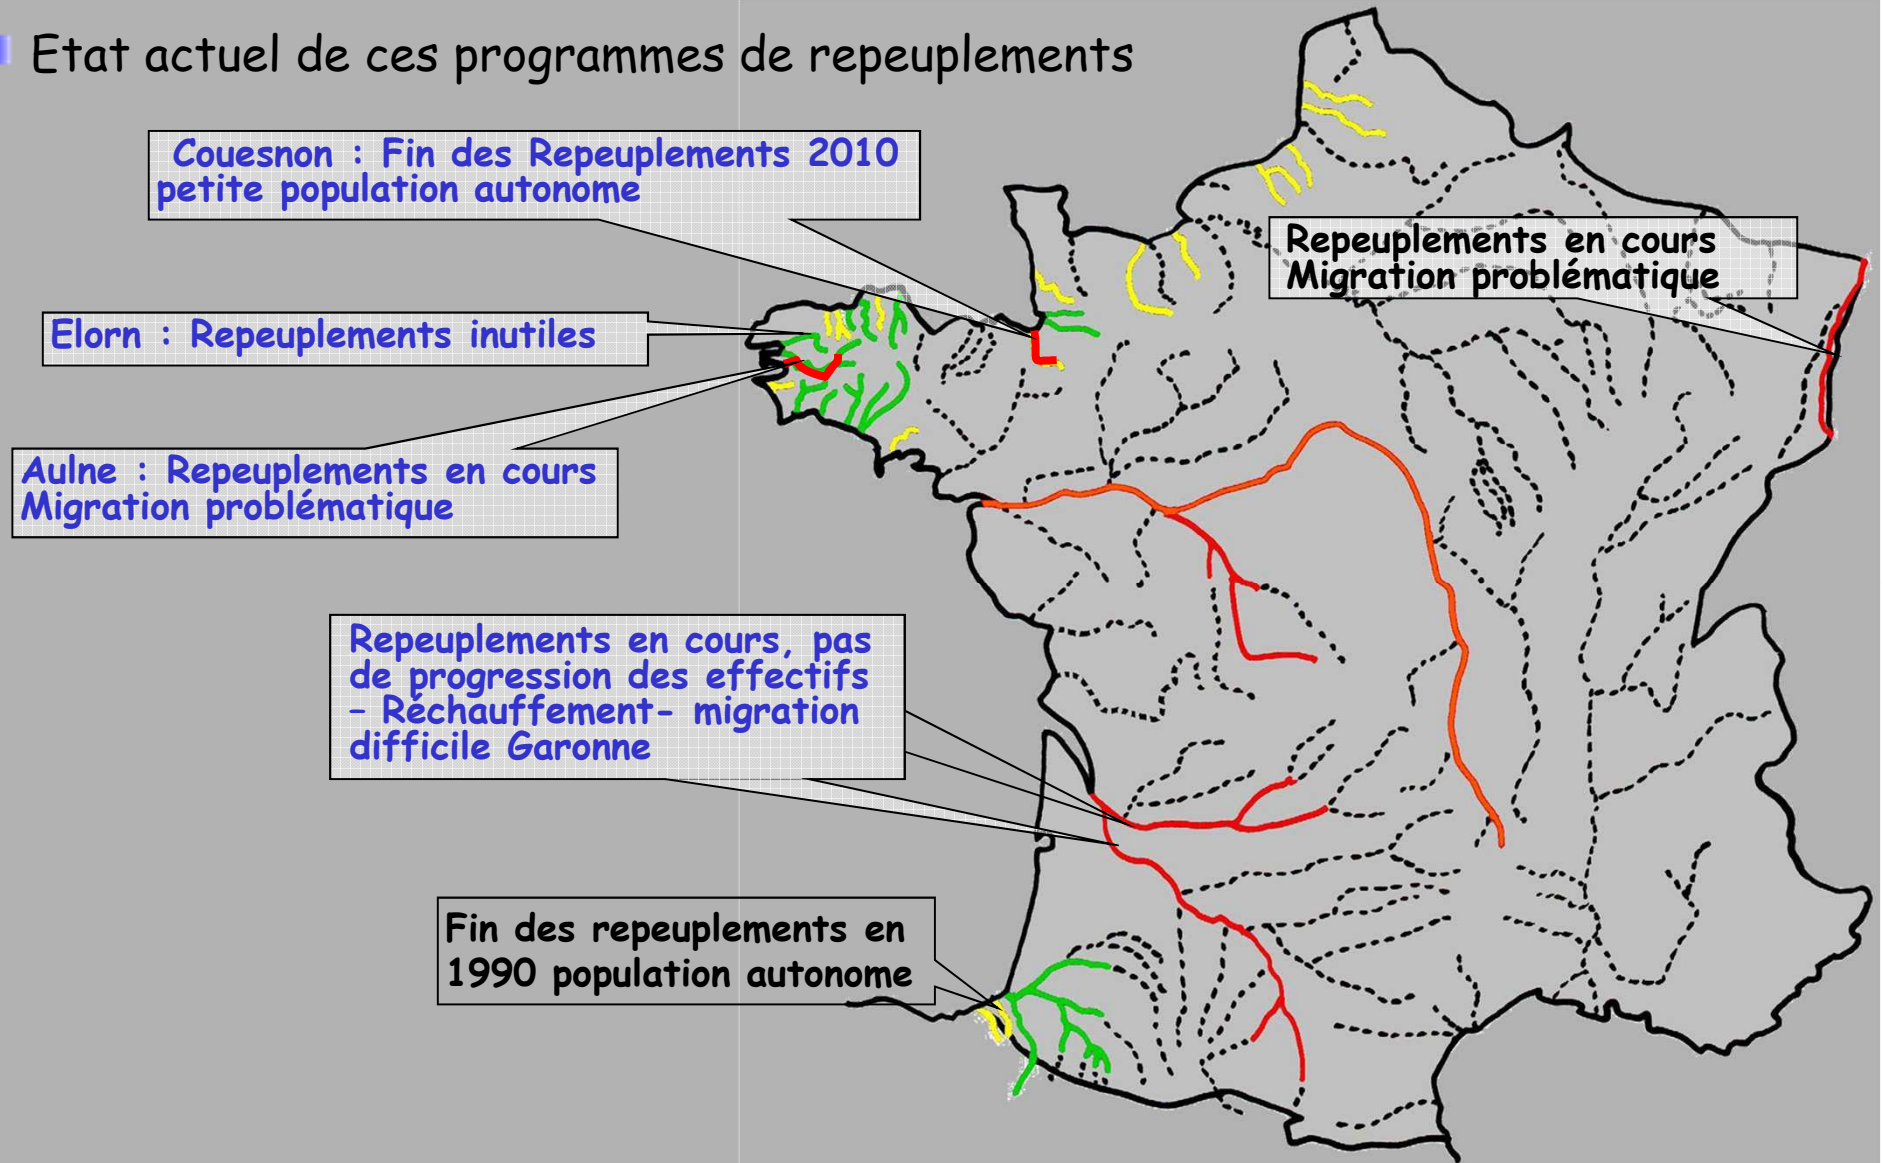 Etat actuel de ces programmes de repeuplements
Couesnon : Fin des Repeuplements 2010
petite population autonome
Repeuplements en cours
Migration problématique
Elorn : Repeuplements inutiles
Aulne : Repeuplements en cours
Migration problématique
Repeuplements en cours, pas
de progression des effectifs
– Réchauffement- migration
difficile Garonne
Fin des repeuplements en
1990 population autonome